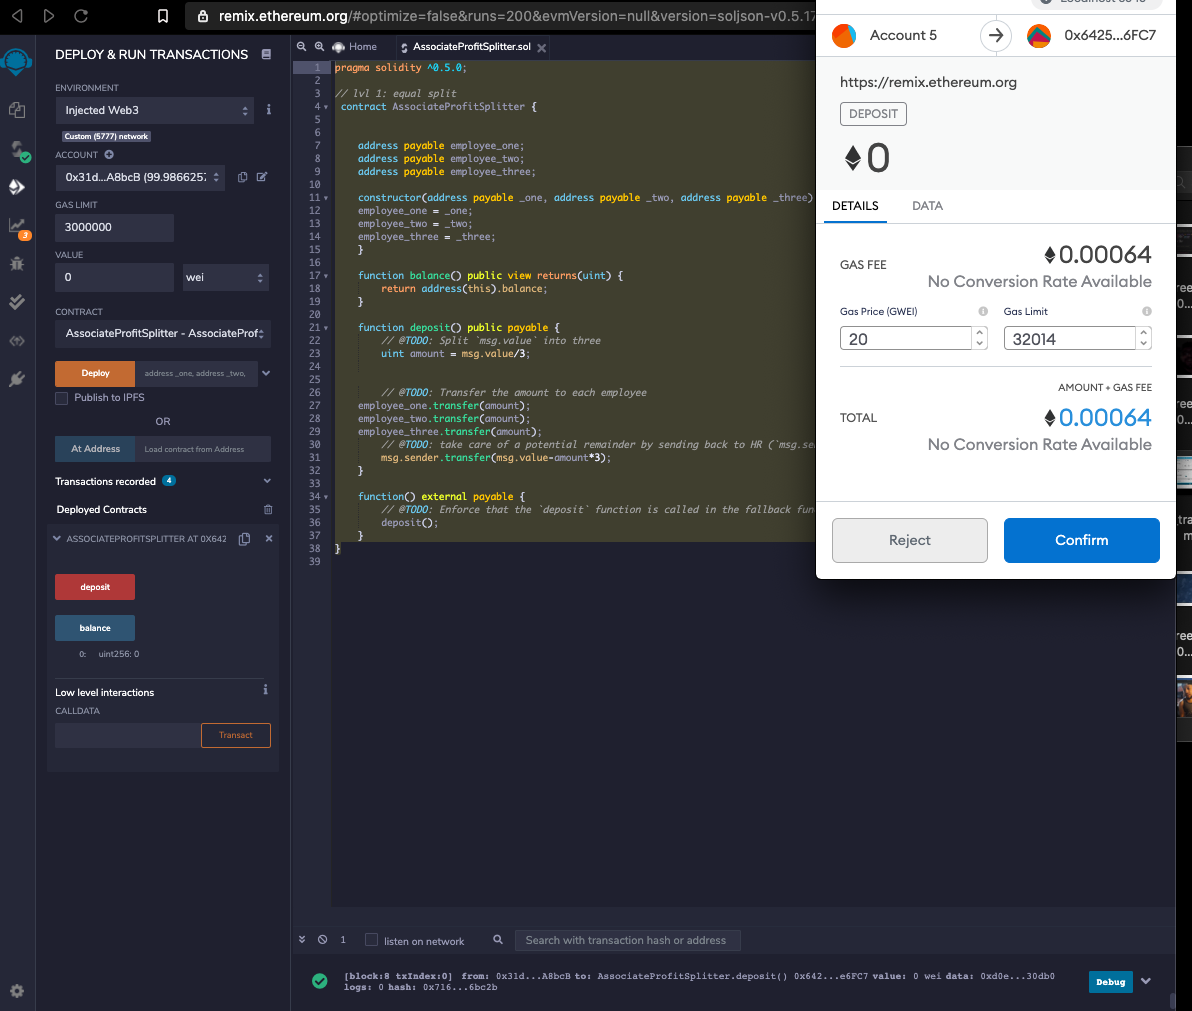 remix.ethereum.org/#optimize=false&runs=200&evmVersion=null&version=soljson-v0.5.17
DEPLOY & RUN TRANSACTIONS
ENVIRONMENT
Injected Web3
Custom (5777) network
ACCOUNT
0x31d...A8bcB (99.9866257
GAS LIMIT
3000000
VALUE
0
wei
CONTRACT
AssociateProfitSplitter - AssociateProf
Deploy
address _one, address _two,
Publish to IPFS
OR
At Address
Load contract from Address
Transactions recorded 4
Deployed Contracts
ASSOCIATEPROFITSPLITTER AT 0X642
deposit
balance
0: uint256: 0
Low level interactions
CALLDATA
Transact
3
Home
AssociateProfitSplitter.sol
1 pragma solidity ^0.5.0;
2
3 // lvl 1: equal split
4 contract AssociateProfitSplitter {
5
6
7 address payable employee_one;
8 address payable employee_two;
9 address payable employee_three;
10
11 constructor(address payable _one, address payable _two, address payable _three)
12 employee_one = _one;
13 employee_two = _two;
14 employee_three = _three;
15 }
16
17 function balance() public view returns(uint) {
18 return address(this).balance;
19 }
20
21 function deposit() public payable {
22 // @TODO: Split `msg.value` into three
23 uint amount = msg.value/3;
24
25
26 // @TODO: Transfer the amount to each employee
27 employee_one.transfer(amount);
28 employee_two.transfer(amount);
29 employee_three.transfer(amount);
30 // @TODO: take care of a potential remainder by sending back to HR (`msg.se
31 msg.sender.transfer(msg.value-amount*3);
32 }
33
34 function() external payable {
35 // @TODO: Enforce that the `deposit` function is called in the fallback fun
36 deposit();
37 }
38 }
39
1
listen on network
Search with transaction hash or address
[block:8 txIndex:0] from: 0x31d...A8bcB to: AssociateProfitSplitter.deposit() 0x642...e6FC7 value: 0 wei data: 0xd0e...30db0
logs: 0 hash: 0x716...6bc2b
Debug
Account 5
0x6425...6FC7
https://remix.ethereum.org
DEPOSIT
0
DETAILS
DATA
GAS FEE
0.00064
No Conversion Rate Available
Gas Price (GWEI)
Gas Limit
20
32014
AMOUNT + GAS FEE
TOTAL
0.00064
No Conversion Rate Available
Reject
Confirm